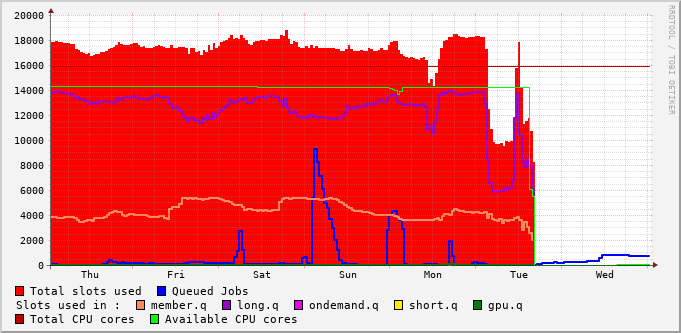 20000
18000
16000
14000
12000
10000
8000
6000
4000
2000
0
Thu Fri Sat Sun Mon Tue Wed
RRDTOOL / TOBI OETIKER
Total slots used Queued Jobs
Slots used in : member.q long.q ondemand.q short.q gpu.q
Total CPU cores Available CPU cores